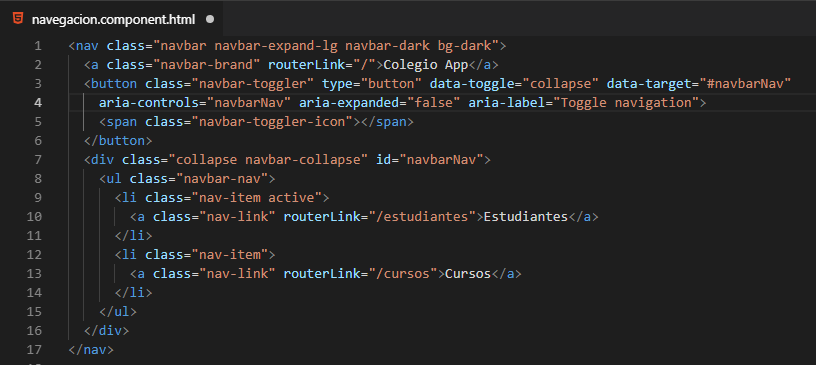 navegacion.component.html
1 <nav class="navbar navbar-expand-lg navbar-dark bg-dark">
2 <a class="navbar-brand" routerLink="/">Colegio App</a>
3 <button class="navbar-toggler" type="button" data-toggle="collapse" data-target="#navbarNav"
4 aria-controls="navbarNav" aria-expanded="false" aria-label="Toggle navigation">
5 <span class="navbar-toggler-icon"></span>
6 </button>
7 <div class="collapse navbar-collapse" id="navbarNav">
8 <ul class="navbar-nav">
9 <li class="nav-item active">
10 <a class="nav-link" routerLink="/estudiantes">Estudiantes</a>
11 </li>
12 <li class="nav-item">
13 <a class="nav-link" routerLink="/cursos">Cursos</a>
14 </li>
15 </ul>
16 </div>
17 </nav>